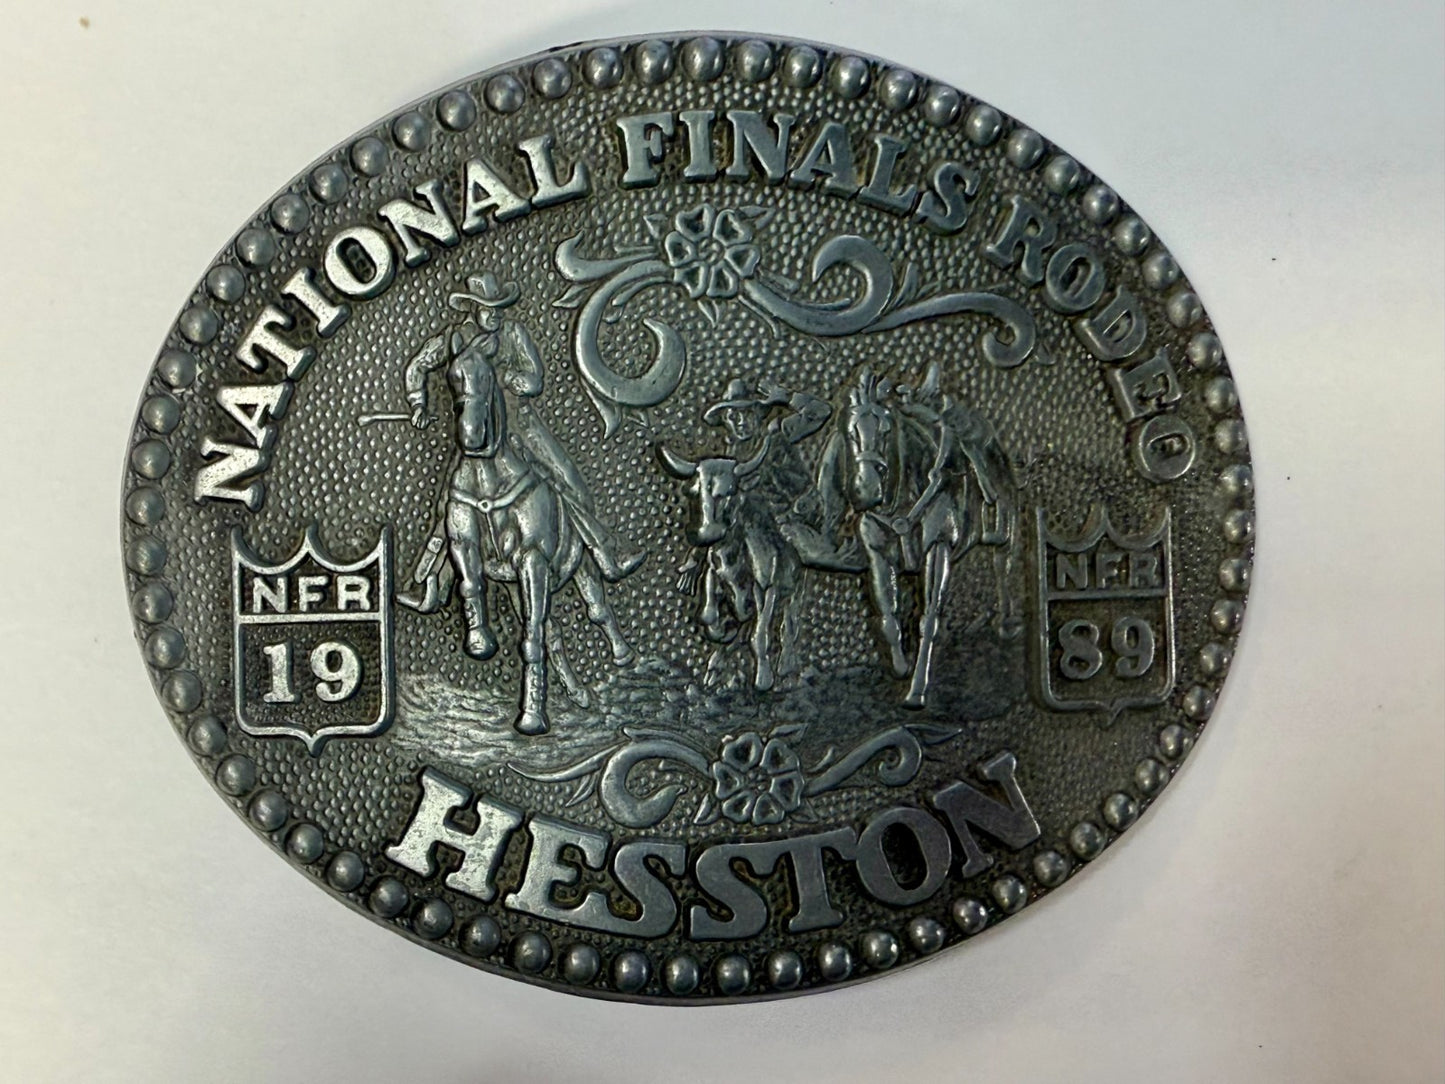 NATIONAL FINALS RODEO
NFR
19
NFR
89
HESSTON